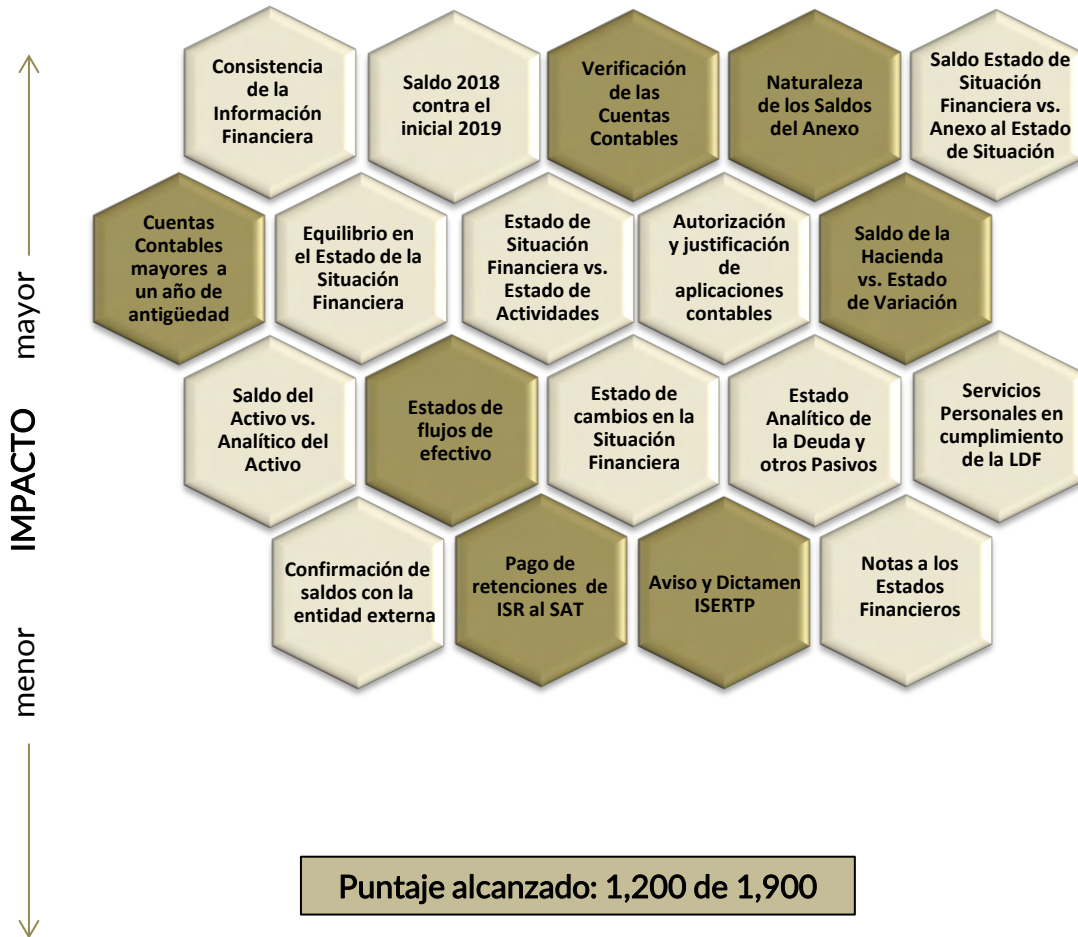 Consistencia
de la
Información
Financiera
Saldo 2018
contra el
inicial 2019
Verificación
de las
Cuentas
Contables
Naturaleza
de los Saldos
del Anexo
Saldo Estado de
Situación
Financiera vs.
Anexo al Estado
de Situación
Cuentas
Contables
mayores a
un año de
antigüedad
Equilibrio en
el Estado de la
Situación
Financiera
Estado de
Situación
Financiera vs.
Estado de
Actividades
Autorización
y justificación
de
aplicaciones
contables
Saldo de la
Hacienda
vs. Estado
de Variación
Saldo del
Activo vs.
Analítico del
Activo
Estados de
flujos de
efectivo
Estado de
cambios en la
Situación
Financiera
Estado
Analítico de
la Deuda y
otros Pasivos
Servicios
Personales en
cumplimiento
de la LDF
Confirmación de
saldos con la
entidad externa
Pago de
retenciones de
ISR al SAT
Aviso y Dictamen
ISERTP
Notas a los
Estados
Financieros
menor IMPACTO mayor
Puntaje alcanzado: 1,200 de 1,900